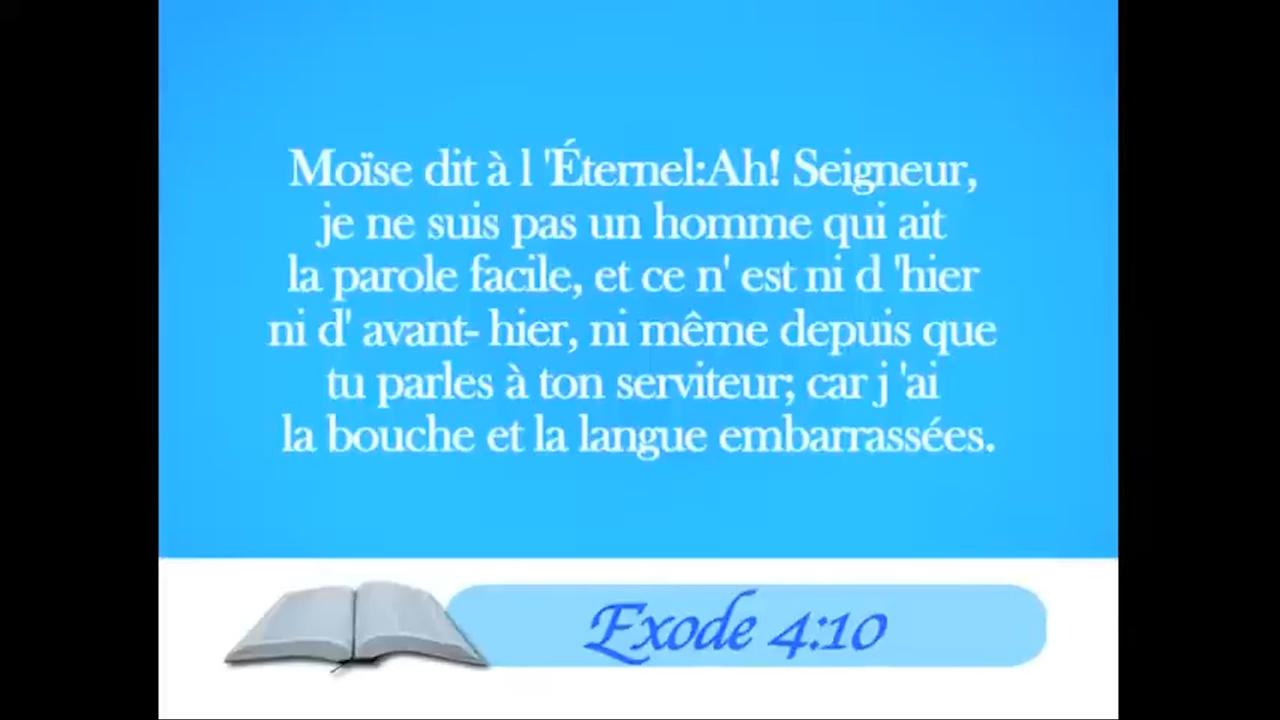 Moïse dit à l 'Éternel:Ah! Seigneur,
je ne suis pas un homme qui ait
la parole facile, et ce n' est ni d 'hier
ni d' avant- hier, ni même depuis que
tu parles à ton serviteur; car j 'ai
la bouche et la langue embarrassées.
Exode 4:10